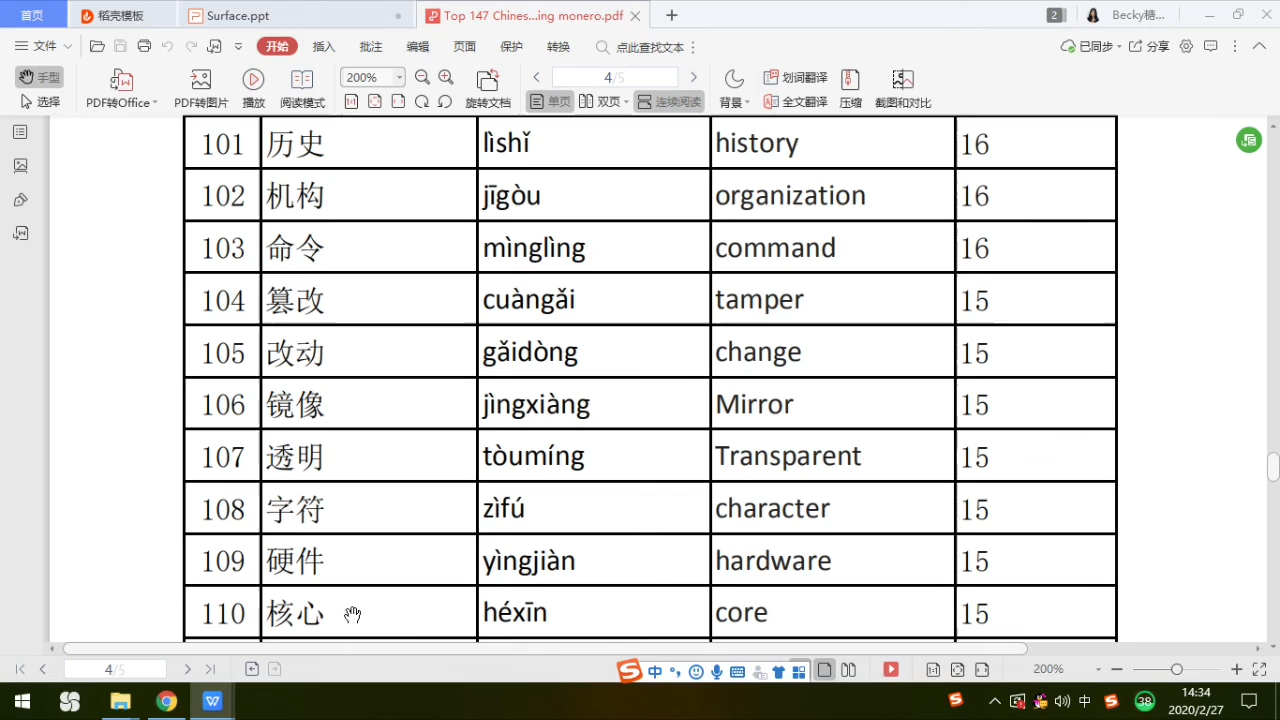 首页
稻壳模板
Surface.ppt
Top 147 Chines...ing monero.pdf
2
Becky糖...
文件
开始
插入
批注
编辑
页面
保护
转换
点此查找文本
已同步
分享
手型
选择
PDF转Office
PDF转图片
播放
阅读模式
200%
旋转文档
4/5
单页
双页
连续阅读
背景
划词翻译
全文翻译
压缩
截图和对比
101 历史 lìshǐ history 16
102 机构 jīgòu organization 16
103 命令 mìnglìng command 16
104 篡改 cuàngǎi tamper 15
105 改动 gǎidòng change 15
106 镜像 jìngxiàng Mirror 15
107 透明 tòumíng Transparent 15
108 字符 zìfú character 15
109 硬件 yìngjiàn hardware 15
110 核心 héxīn core 15
4/5
中
200%
中
38
14:34
2020/2/27